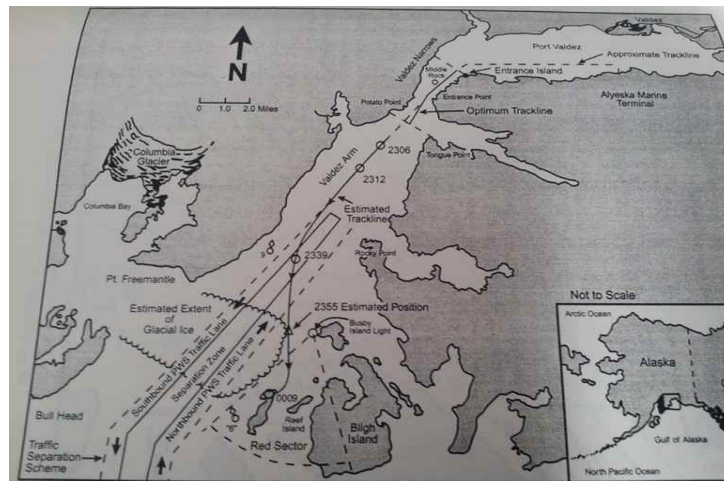 Valdez
Port Valdez
Approximate Trackline
Valdez Narrows
Middle
Rock
Entrance Island
N
0 1.0 2.0 Miles
Potato Point
Entrance Point
Alyeska Marine
Terminal
Optimum Trackline
Columbia
Glacier
2306
Tongue Point
Valdez Arm
2312
Columbia Bay
Estimated
Trackline
2339
Rocky Point
Pt. Freemantle
Not to Scale
Estimated Extent
of
Glacial Ice
2355 Estimated Position
Arctic Ocean
Busby
Island Light
Southbound PWS Traffic Lane
Separation Zone
Northbound PWS Traffic Lane
Alaska
Bull Head
0009
Reef
Island
Bligh
Island
Red Sector
Gulf of Alaska
Traffic
Separation
Scheme
North Pacific Ocean